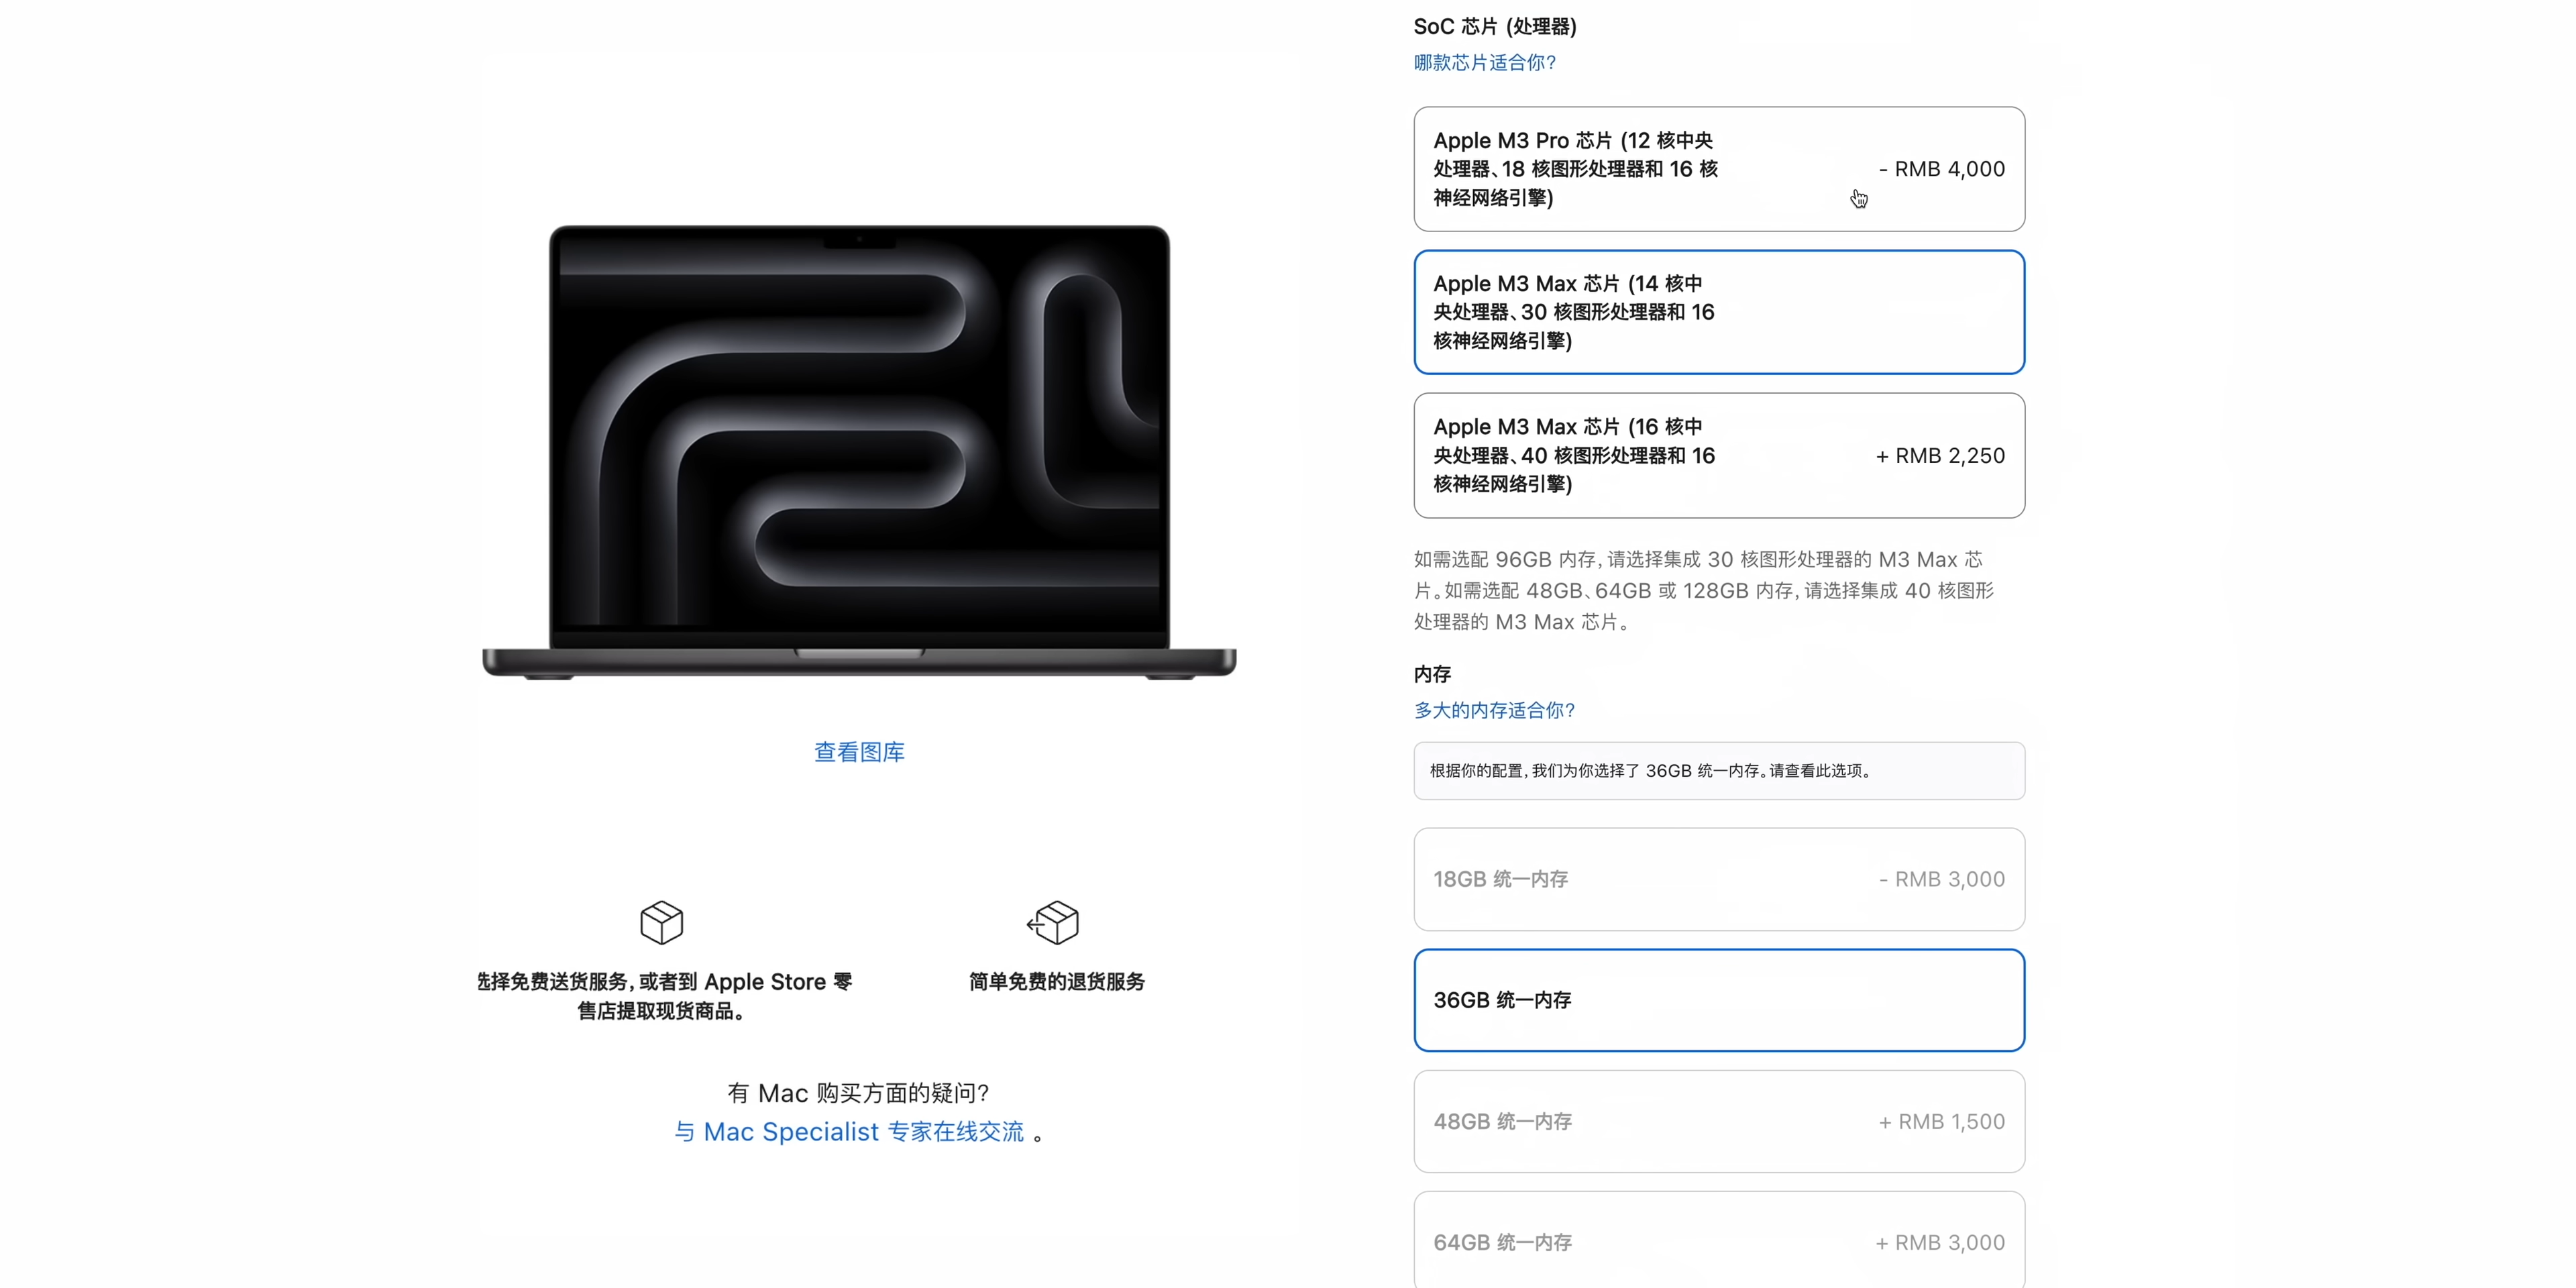 SoC 芯片 (处理器)
哪款芯片适合你？
Apple M3 Pro 芯片 (12 核中央
处理器、18 核图形处理器和 16 核
神经网络引擎)
- RMB 4,000
Apple M3 Max 芯片 (14 核中
央处理器、30 核图形处理器和 16
核神经网络引擎)
Apple M3 Max 芯片 (16 核中
央处理器、40 核图形处理器和 16
核神经网络引擎)
+ RMB 2,250
如需选配 96GB 内存，请选择集成 30 核图形处理器的 M3 Max 芯
片。如需选配 48GB、64GB 或 128GB 内存，请选择集成 40 核图形
处理器的 M3 Max 芯片。
内存
多大的内存适合你？
根据你的配置，我们为你选择了 36GB 统一内存。请查看此选项。
18GB 统一内存
- RMB 3,000
36GB 统一内存
48GB 统一内存
+ RMB 1,500
64GB 统一内存
+ RMB 3,000
查看图库
选择免费送货服务，或者到 Apple Store 零
售店提取现货商品。
简单免费的退货服务
有 Mac 购买方面的疑问？
与 Mac Specialist 专家在线交流 。